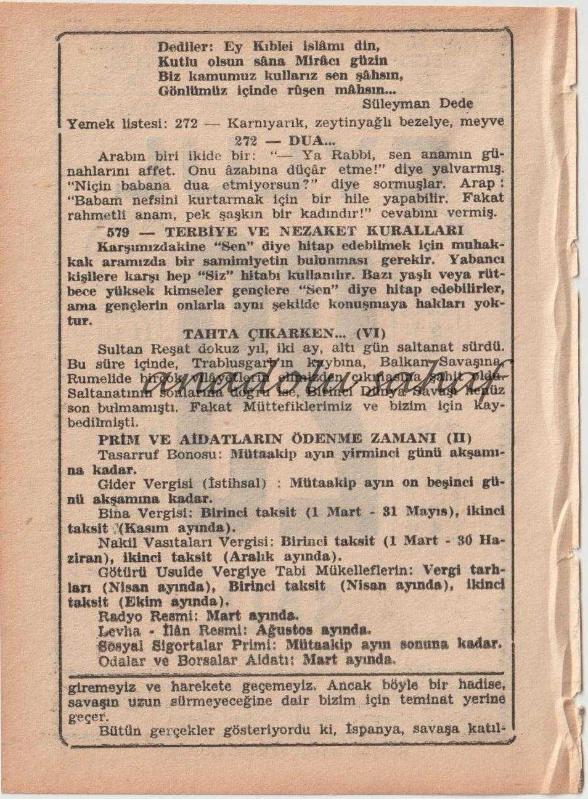 Dediler: Ey Kıblei islâmı din,
Kutlu olsun sâna Mirâcı güzin
Biz kamumuz kullarız sen şâhsın,
Gönlümüz içinde rûşen mâhsın...
Süleyman Dede
Yemek listesi: 272 — Karnıyarık, zeytinyağlı bezelye, meyve
272 — DUA...
Arabın biri ikide bir: "— Ya Rabbi, sen anamın gü-
nahlarını affet. Onu âzabına düçâr etme!" diye yalvarmış.
"Niçin babana dua etmiyorsun?" diye sormuşlar. Arap:
"Babam nefsini kurtarmak için bir hile yapabilir. Fakat
rahmetli anam, pek şaşkın bir kadındır!" cevabını vermiş.
579 — TERBİYE VE NEZAKET KURALLARI
Karşımızdakine "Sen" diye hitap edebilmek için muhak-
kak aramızda bir samimiyetin bulunması gerekir. Yabancı
kişilere karşı hep "Siz" hitabı kullanılır. Bazı yaşlı veya rüt-
bece yüksek kimseler gençlere "Sen" diye hitap edebilirler,
ama gençlerin onlarla aynı şekilde konuşmaya hakları yok-
tur.
TAHTA ÇIKARKEN... (VI)
Sultan Reşat dokuz yıl, iki ay, altı gün saltanat sürdü.
Bu süre içinde, Trablusgarb'ın kaybına, Balkan Savaşına,
Rumelide
anadolu sahaf
Saltanatının sonlarına doğru ise, Birinci Dünya Savaşı henüz
son bulmamıştı. Fakat Müttefiklerimiz ve bizim için kay-
bedilmişti.
PRİM VE AİDATLARIN ÖDENME ZAMANI (II)
Tasarruf Bonosu: Mütaakip ayın yirminci günü akşamı-
na kadar.
Gider Vergisi (İstihsal) : Mütaakip ayın on beşinci gü-
nü akşamına kadar.
Bina Vergisi: Birinci taksit (1 Mart - 31 Mayıs), ikinci
taksit (Kasım ayında).
Nakil Vasıtaları Vergisi: Birinci taksit (1 Mart - 30 Ha-
ziran), ikinci taksit (Aralık ayında).
Götürü Usulde Vergiye Tabi Mükelleflerin: Vergi tarh-
ları (Nisan ayında), Birinci taksit (Nisan ayında), ikinci
taksit (Ekim ayında).
Radyo Resmi: Mart ayında.
Levha - İlân Resmi: Ağustos ayında.
Sosyal Sigortalar Primi: Mütaakip ayın sonuna kadar.
Odalar ve Borsalar Aidatı: Mart ayında.
giremeyiz ve harekete geçemeyiz. Ancak böyle bir hadise,
savaşın uzun sürmeyeceğine dair bizim için teminat yerine
geçer.
Bütün gerçekler gösteriyordu ki, İspanya, savaşa katıl-